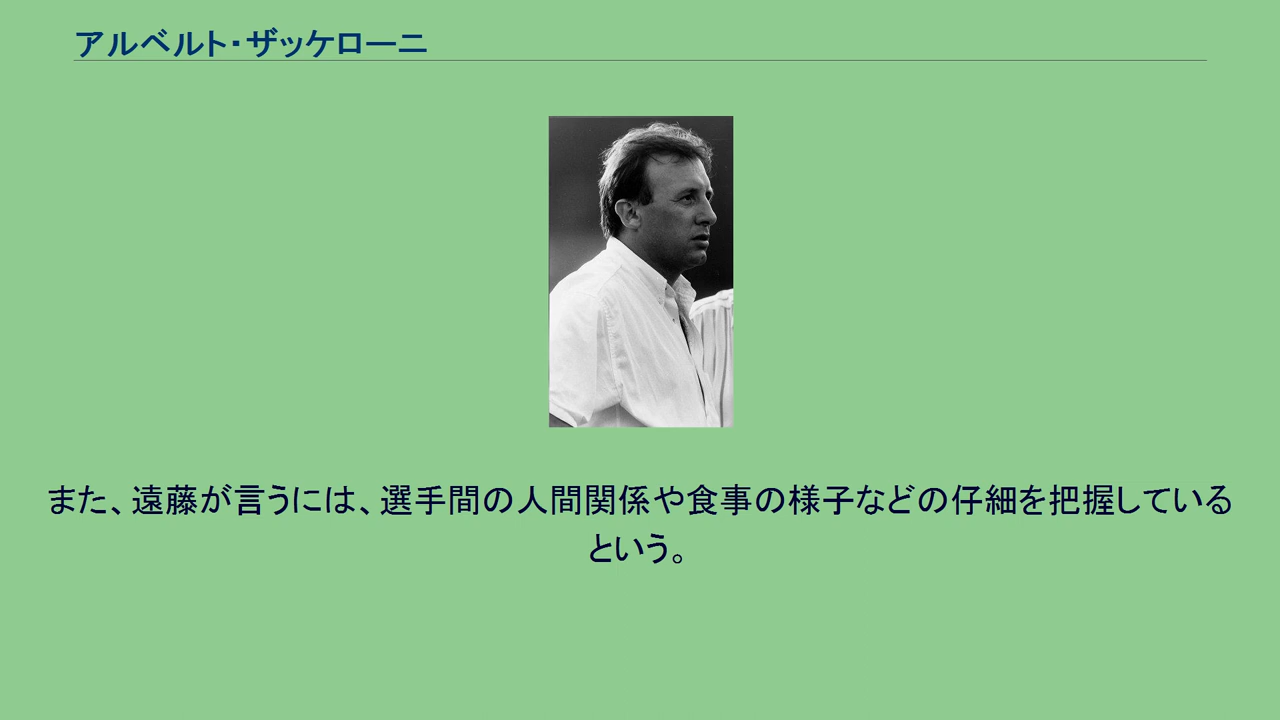 アルベルト・ザッケローニ
また、遠藤が言うには、選手間の人間関係や食事の様子などの仔細を把握している
という。